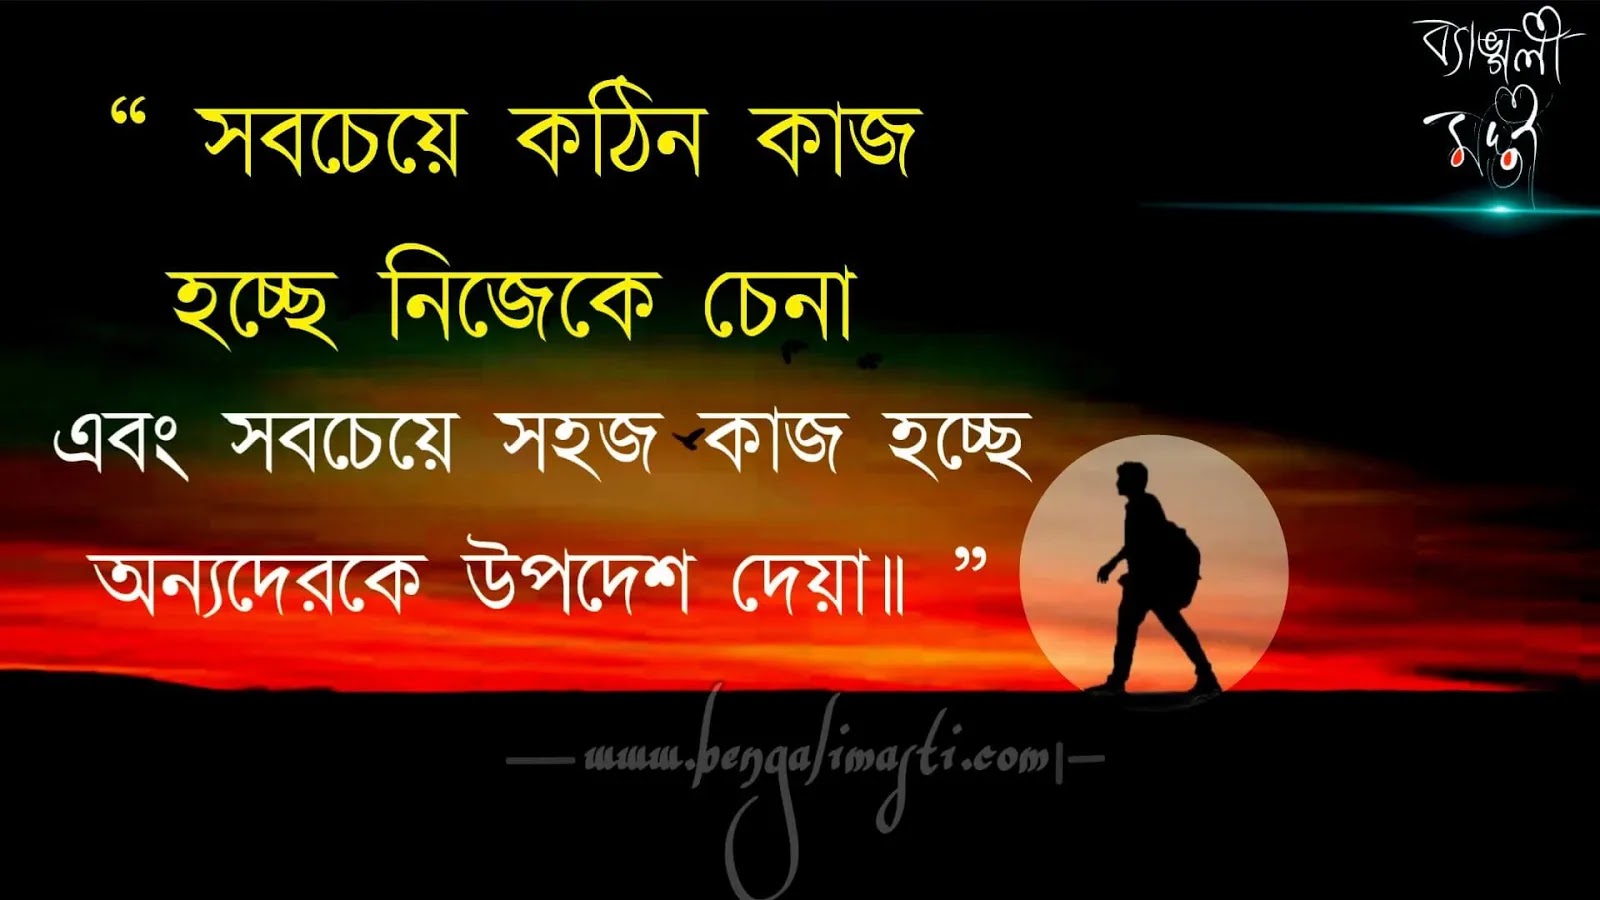 “ সবচেয়ে কঠিন কাজ
হচ্ছে নিজেকে চেনা
এবং সবচেয়ে সহজ কাজ হচ্ছে
অন্যদেরকে উপদেশ দেয়া॥ ”
www.bengalimasti.com